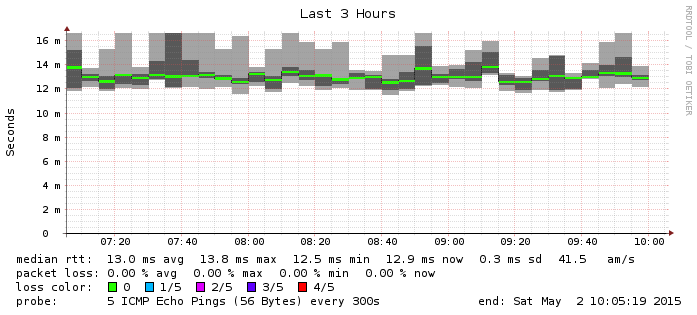 Last 3 Hours
RRDTOOL / TOBI OETIKER
Seconds
16 m
14 m
12 m
10 m
8 m
6 m
4 m
2 m
0
07:20 07:40 08:00 08:20 08:40 09:00 09:20 09:40 10:00
median rtt: 13.0 ms avg 13.8 ms max 12.5 ms min 12.9 ms now 0.3 ms sd 41.5 am/s
packet loss: 0.00 % avg 0.00 % max 0.00 % min 0.00 % now
loss color: 0 1/5 2/5 3/5 4/5
probe: 5 ICMP Echo Pings (56 Bytes) every 300s end: Sat May 2 10:05:19 2015